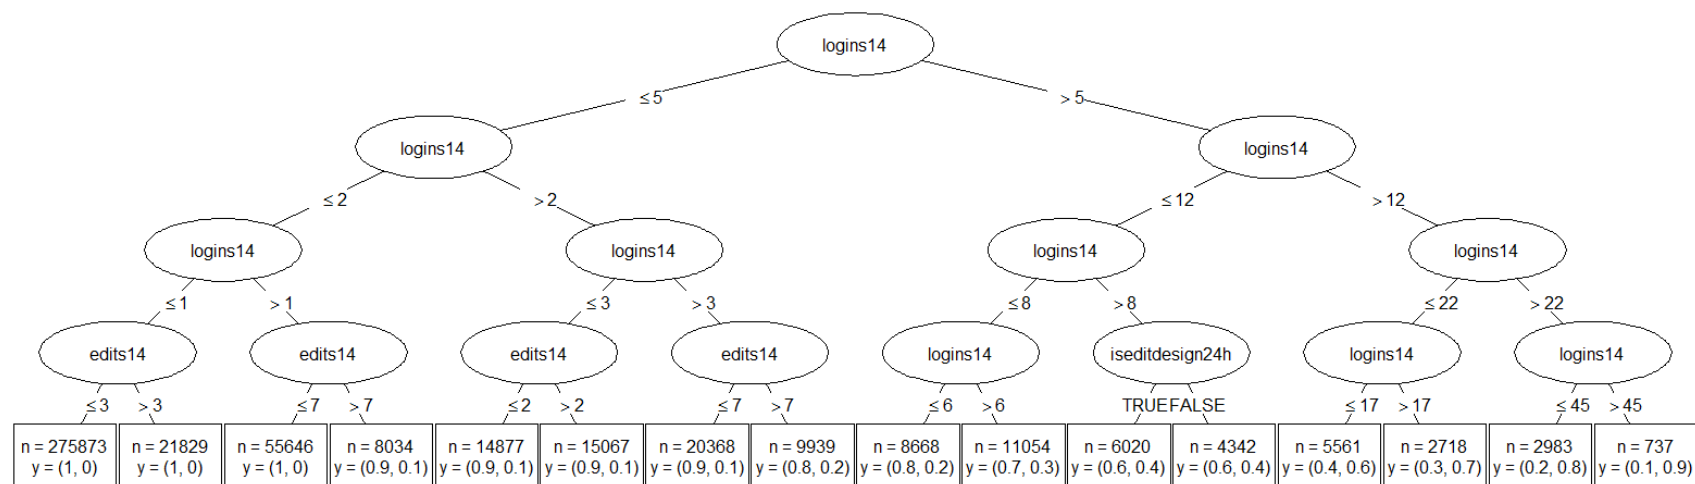 logins14
≤ 5
> 5
logins14
logins14
≤ 2
> 2
≤ 12
> 12
logins14
logins14
logins14
logins14
≤ 1
> 1
≤ 3
> 3
≤ 8
> 8
≤ 22
> 22
edits14
edits14
edits14
edits14
logins14
iseditdesign24h
logins14
logins14
≤ 3
> 3
≤ 7
> 7
≤ 2
> 2
≤ 7
> 7
≤ 6
> 6
TRUE
FALSE
≤ 17
> 17
≤ 45
> 45
n = 275873
y = (1, 0)
n = 21829
y = (1, 0)
n = 55646
y = (1, 0)
n = 8034
y = (0.9, 0.1)
n = 14877
y = (0.9, 0.1)
n = 15067
y = (0.9, 0.1)
n = 20368
y = (0.9, 0.1)
n = 9939
y = (0.8, 0.2)
n = 8668
y = (0.8, 0.2)
n = 11054
y = (0.7, 0.3)
n = 6020
y = (0.6, 0.4)
n = 4342
y = (0.6, 0.4)
n = 5561
y = (0.4, 0.6)
n = 2718
y = (0.3, 0.7)
n = 2983
y = (0.2, 0.8)
n = 737
y = (0.1, 0.9)